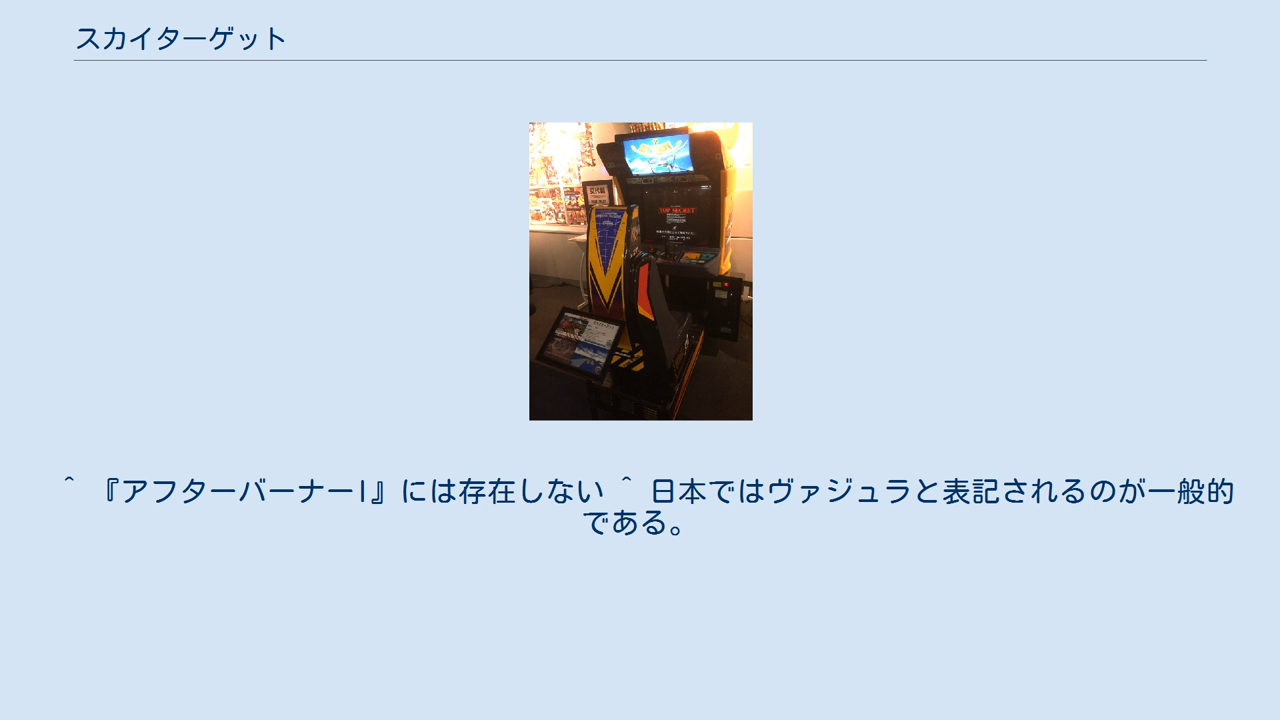 スカイターゲット
TOP SECRET
＾ 『アフターバーナーI』には存在しない ＾ 日本ではヴァジュラと表記されるのが一般的
である。